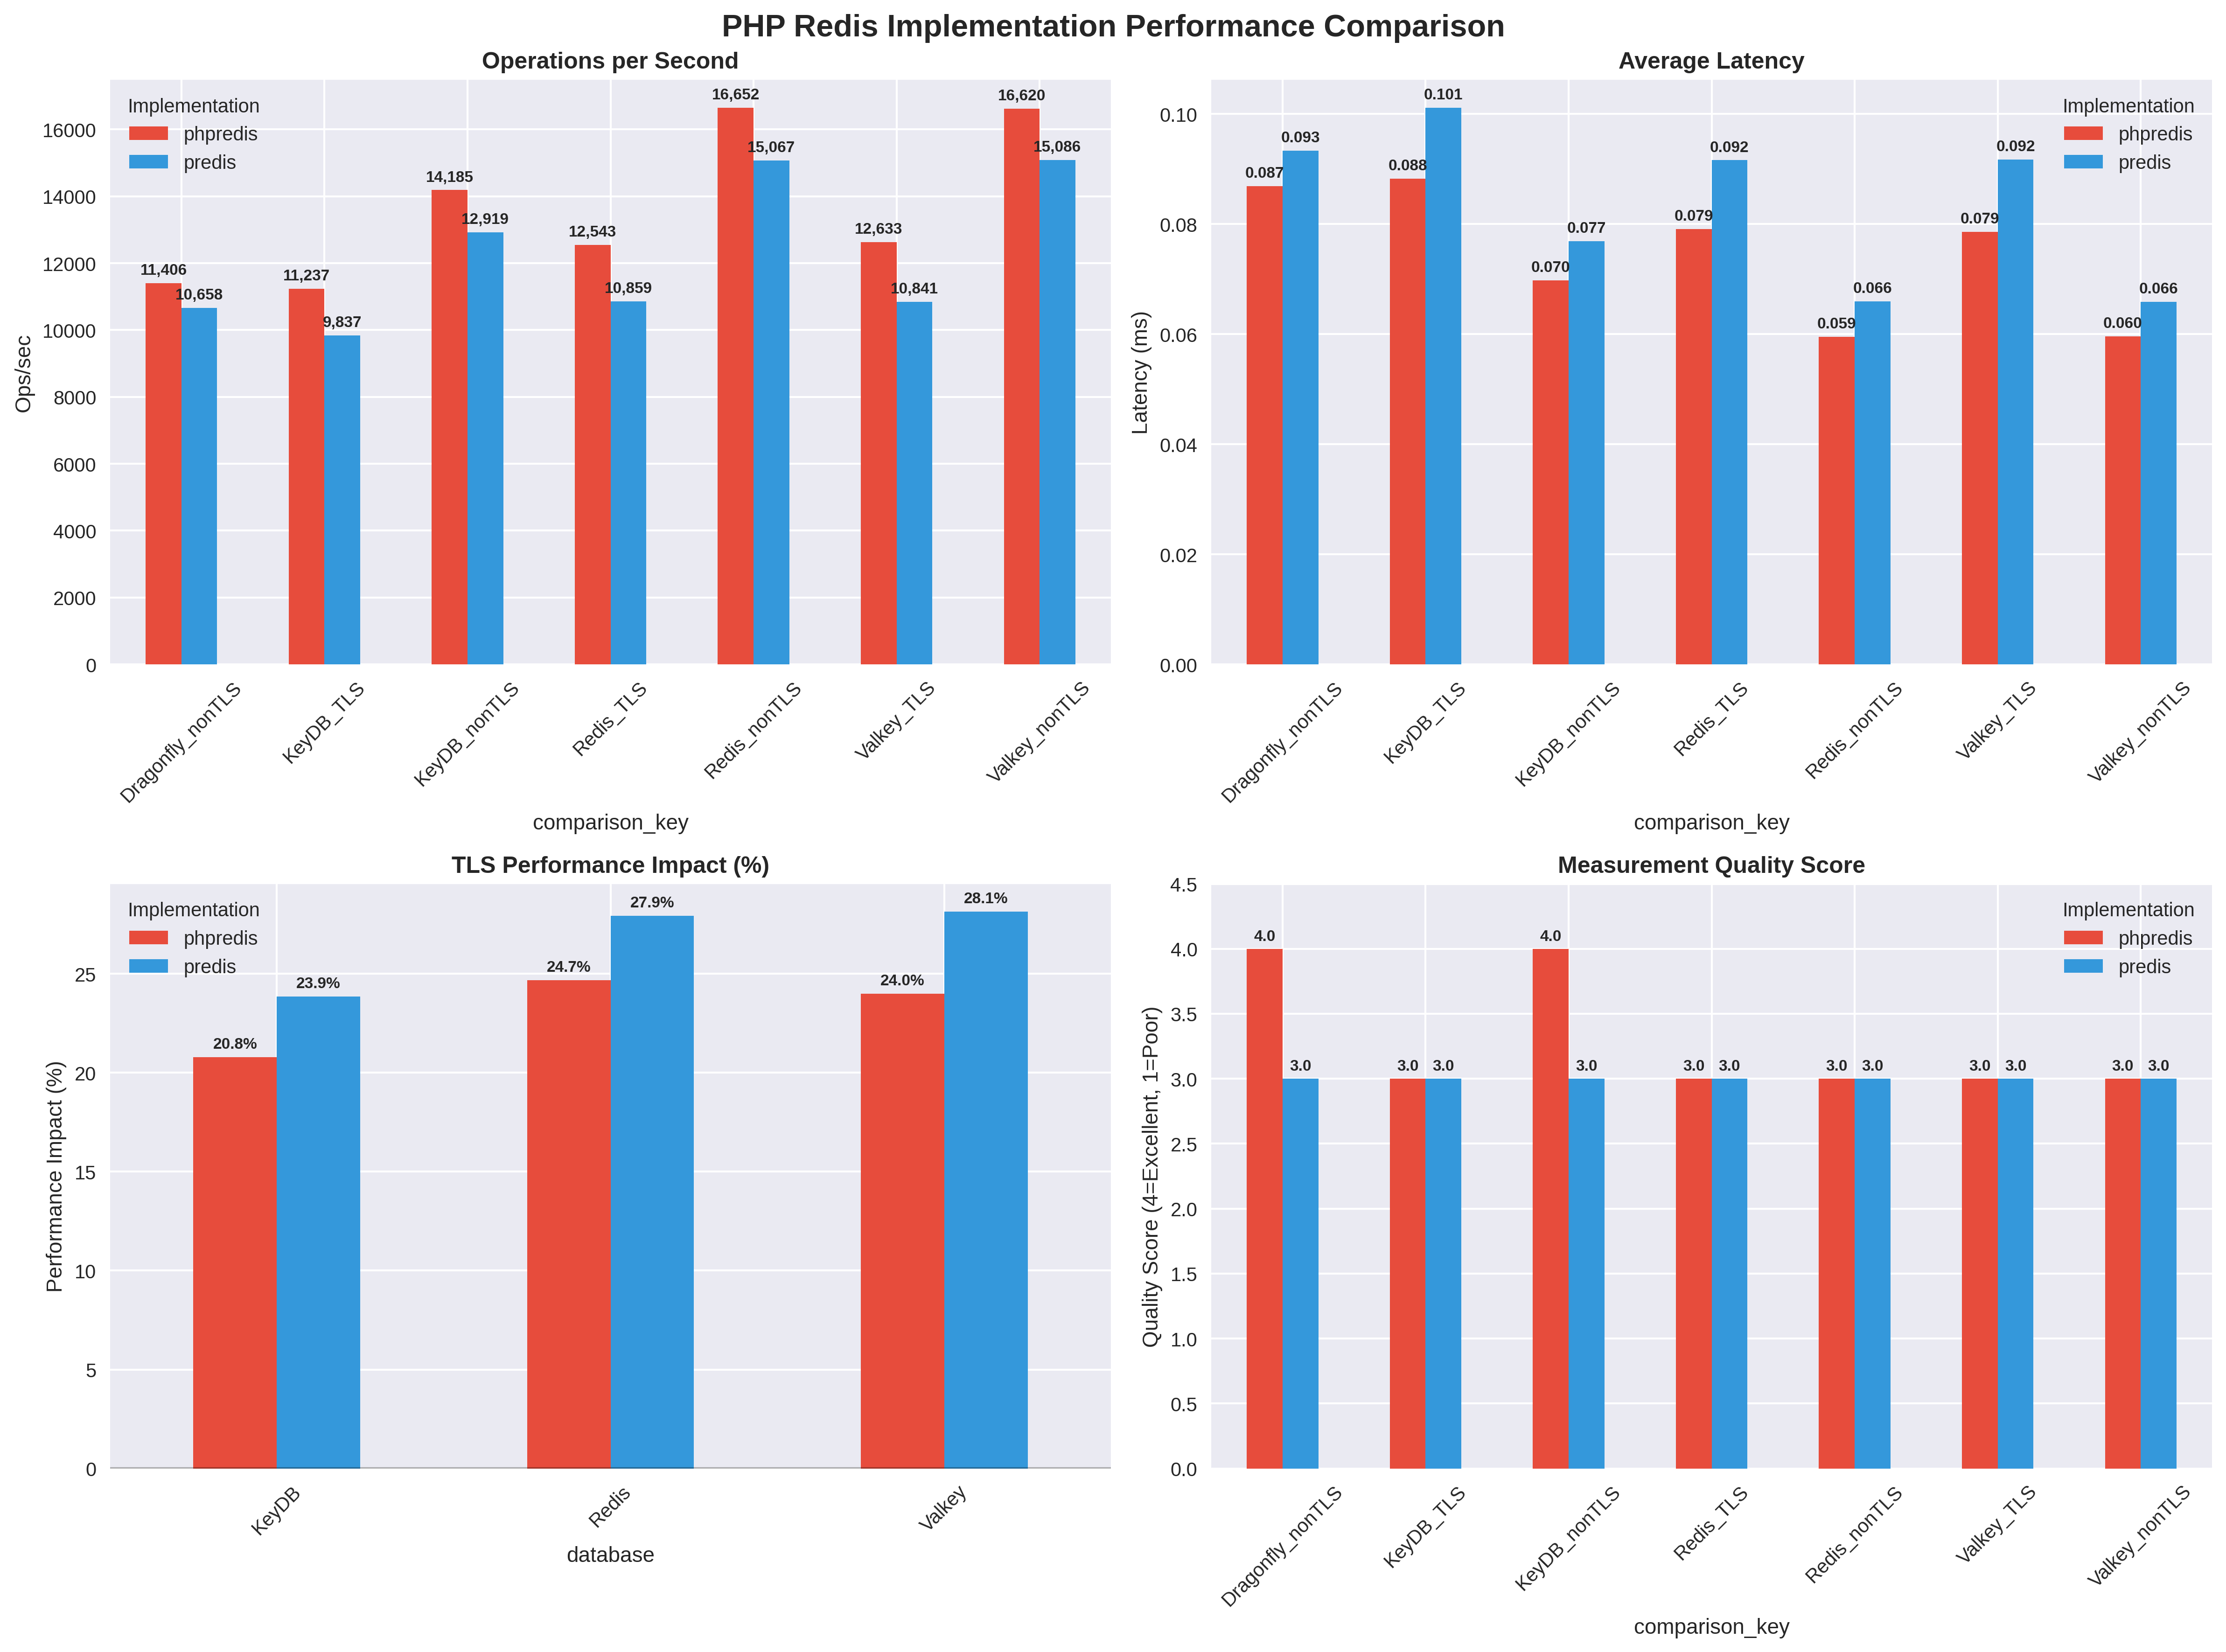 PHP Redis Implementation Performance Comparison
Operations per Second
Implementation
phpredis
predis
Ops/sec
16000
14000
12000
10000
8000
6000
4000
2000
0
11,406
10,658
11,237
9,837
14,185
12,919
12,543
10,859
16,652
15,067
12,633
10,841
16,620
15,086
Dragonfly_nonTLS
KeyDB_TLS
KeyDB_nonTLS
Redis_TLS
Redis_nonTLS
Valkey_TLS
Valkey_nonTLS
comparison_key
Average Latency
Implementation
phpredis
predis
Latency (ms)
0.10
0.08
0.06
0.04
0.02
0.00
0.087
0.093
0.088
0.101
0.070
0.077
0.079
0.092
0.059
0.066
0.079
0.092
0.060
0.066
Dragonfly_nonTLS
KeyDB_TLS
KeyDB_nonTLS
Redis_TLS
Redis_nonTLS
Valkey_TLS
Valkey_nonTLS
comparison_key
TLS Performance Impact (%)
Implementation
phpredis
predis
Performance Impact (%)
25
20
15
10
5
0
20.8%
23.9%
24.7%
27.9%
24.0%
28.1%
KeyDB
Redis
Valkey
database
Measurement Quality Score
Implementation
phpredis
predis
Quality Score (4=Excellent, 1=Poor)
4.5
4.0
3.5
3.0
2.5
2.0
1.5
1.0
0.5
0.0
4.0
3.0
3.0
3.0
4.0
3.0
3.0
3.0
3.0
3.0
3.0
3.0
3.0
3.0
Dragonfly_nonTLS
KeyDB_TLS
KeyDB_nonTLS
Redis_TLS
Redis_nonTLS
Valkey_TLS
Valkey_nonTLS
comparison_key